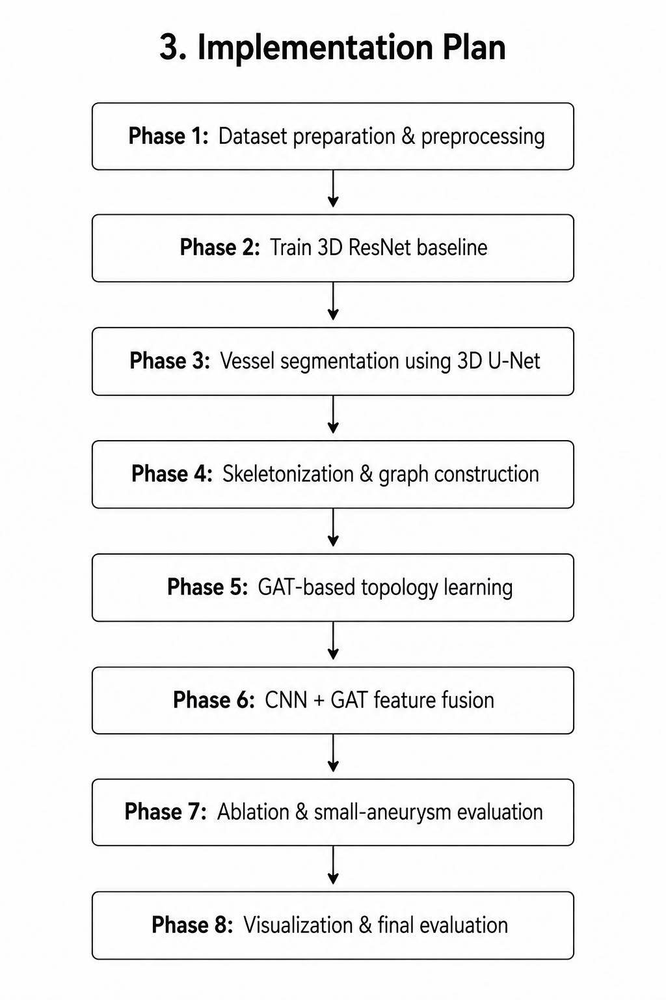 3. Implementation Plan
Phase 1: Dataset preparation & preprocessing
Phase 2: Train 3D ResNet baseline
Phase 3: Vessel segmentation using 3D U-Net
Phase 4: Skeletonization & graph construction
Phase 5: GAT-based topology learning
Phase 6: CNN + GAT feature fusion
Phase 7: Ablation & small-aneurysm evaluation
Phase 8: Visualization & final evaluation